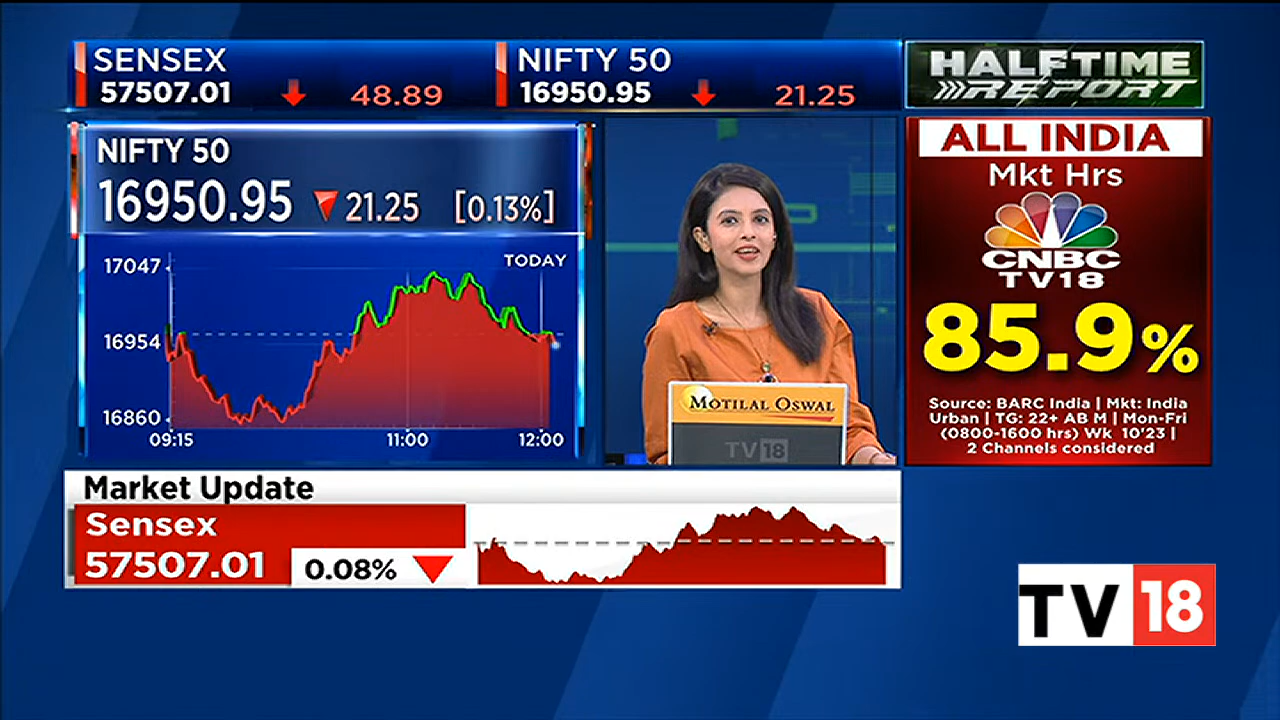 SENSEX
57507.01 48.89
NIFTY 50
16950.95 21.25
HALFTIME
REPORT
NIFTY 50
16950.95 21.25 [0.13%]
TODAY
17047
16954
16860
09:15 11:00 12:00
MOTILAL OSWAL
TV18
ALL INDIA
Mkt Hrs
CNBC
TV18
85.9%
Source: BARC India | Mkt: India
Urban | TG: 22+ AB M | Mon-Fri
(0800-1600 hrs) Wk 10'23 |
2 Channels considered
Market Update
Sensex
57507.01 0.08%
TV18